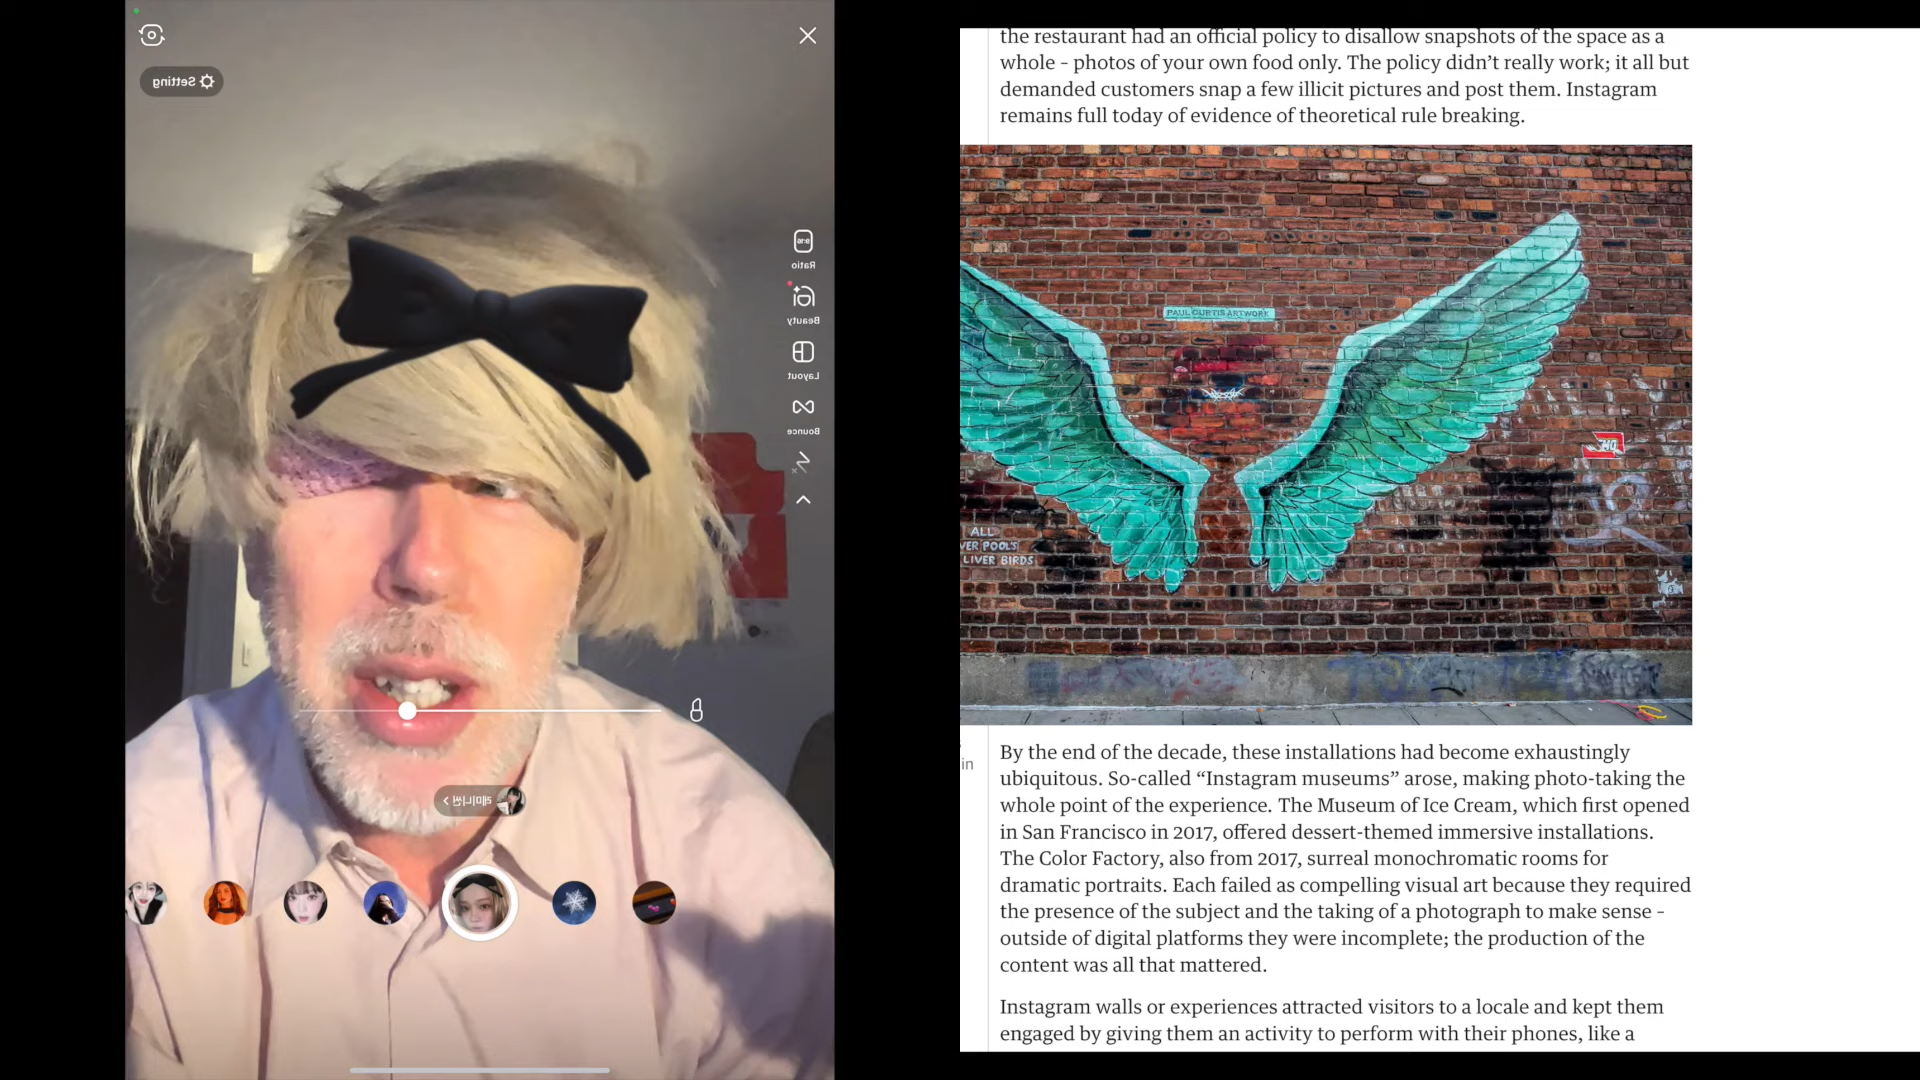 Setting
9:16
Ratio
Beauty
Layout
Bounce
레미니씬 >
the restaurant had an official policy to disallow snapshots of the space as a
whole – photos of your own food only. The policy didn’t really work; it all but
demanded customers snap a few illicit pictures and post them. Instagram
remains full today of evidence of theoretical rule breaking.
PAUL CURTIS ARTWORK
ALL
VER POOL'S
LIVER BIRDS
in
By the end of the decade, these installations had become exhaustingly
ubiquitous. So-called “Instagram museums” arose, making photo-taking the
whole point of the experience. The Museum of Ice Cream, which first opened
in San Francisco in 2017, offered dessert-themed immersive installations.
The Color Factory, also from 2017, surreal monochromatic rooms for
dramatic portraits. Each failed as compelling visual art because they required
the presence of the subject and the taking of a photograph to make sense –
outside of digital platforms they were incomplete; the production of the
content was all that mattered.
Instagram walls or experiences attracted visitors to a locale and kept them
engaged by giving them an activity to perform with their phones, like a